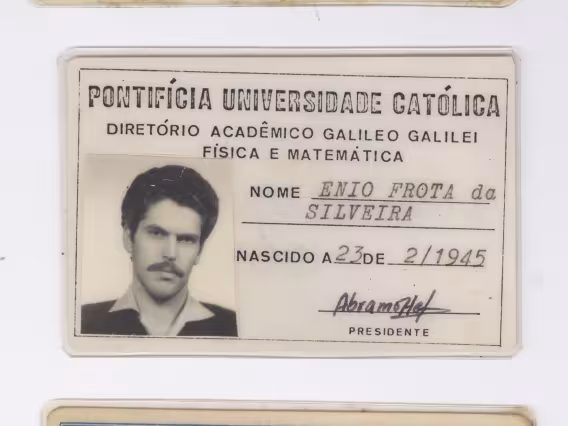 PONTIFÍCIA UNIVERSIDADE CATÓLICA
DIRETÓRIO ACADÊMICO GALILEO GALILEI
FÍSICA E MATEMÁTICA
NOME ENIO FROTA da
SILVEIRA
NASCIDO A 23 DE 2/1945
PRESIDENTE